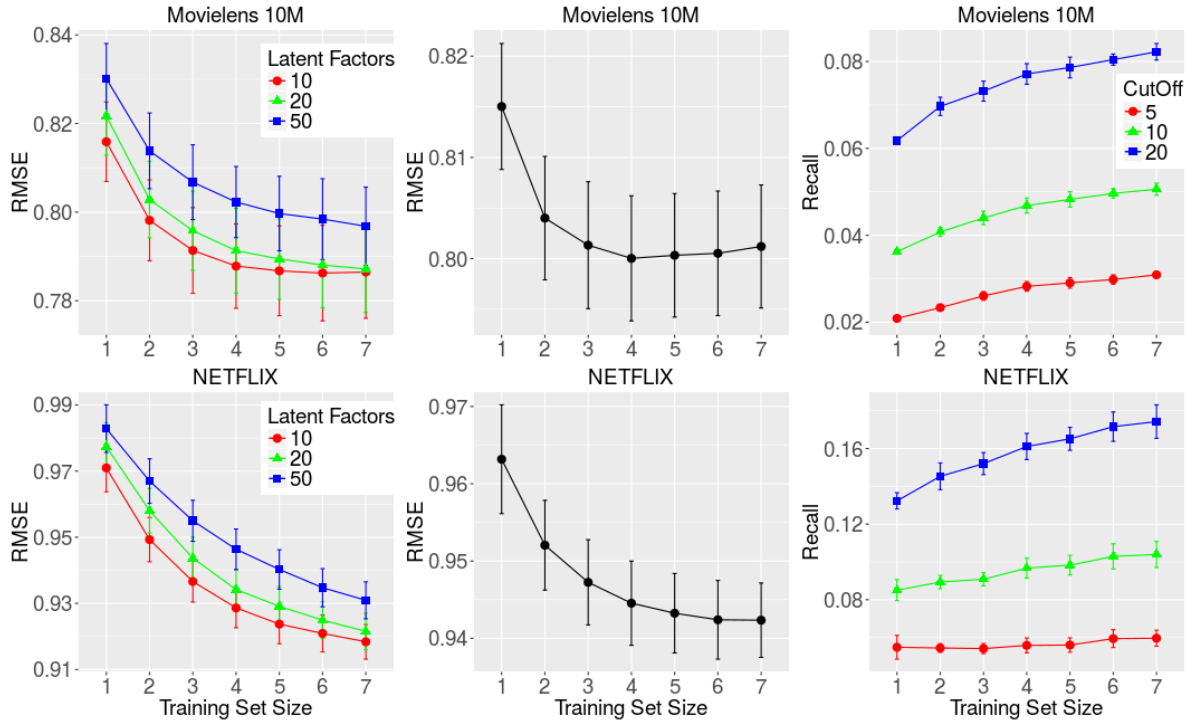 Movielens 10M
0.84
0.82
0.80
0.78
RMSE
Latent Factors
10
20
50
1 2 3 4 5 6 7
Movielens 10M
0.82
0.81
0.80
RMSE
1 2 3 4 5 6 7
Movielens 10M
0.08
0.06
0.04
0.02
Recall
CutOff
5
10
20
1 2 3 4 5 6 7
NETFLIX
0.99
0.97
0.95
0.93
0.91
RMSE
Latent Factors
10
20
50
1 2 3 4 5 6 7
Training Set Size
NETFLIX
0.97
0.96
0.95
0.94
RMSE
1 2 3 4 5 6 7
Training Set Size
NETFLIX
0.16
0.12
0.08
Recall
1 2 3 4 5 6 7
Training Set Size